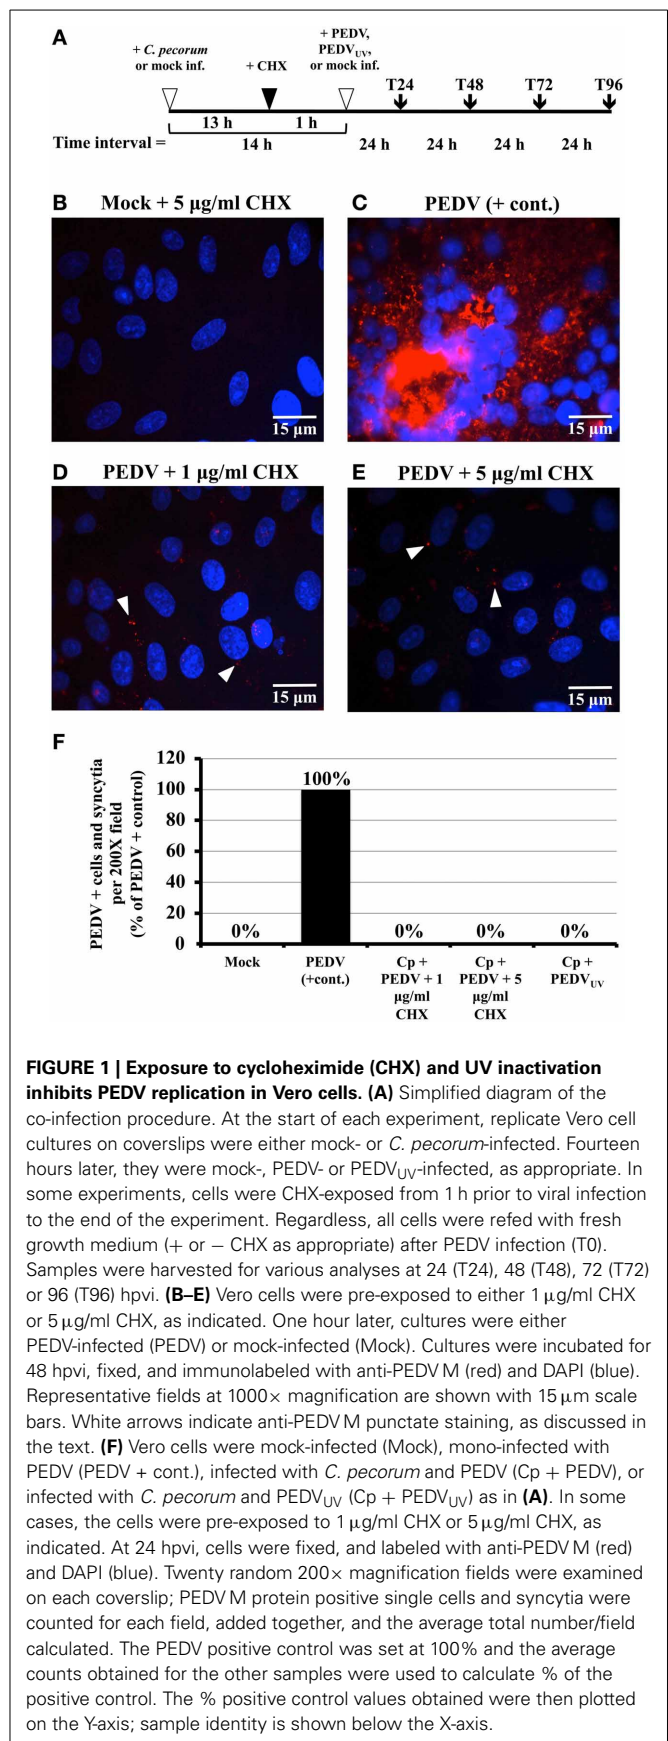 A
+ C. pecorum
or mock inf.
+ CHX
+ PEDV,
PEDVUV,
or mock inf.
T24 T48 T72 T96
13 h 1 h
Time interval = 14 h 24 h 24 h 24 h 24 h
B Mock + 5 μg/ml CHX
C PEDV (+ cont.)
15 μm 15 μm
D PEDV + 1 μg/ml CHX
E PEDV + 5 μg/ml CHX
15 μm 15 μm
F
PEDV + cells and syncytia
per 200X field
(% of PEDV + control)
120
100
80
60
40
20
0
0% 100% 0% 0% 0%
Mock
PEDV
(+cont.)
Cp +
PEDV + 1
μg/ml
CHX
Cp +
PEDV + 5
μg/ml
CHX
Cp +
PEDVUV
FIGURE 1 | Exposure to cycloheximide (CHX) and UV inactivation
inhibits PEDV replication in Vero cells. (A) Simplified diagram of the
co-infection procedure. At the start of each experiment, replicate Vero cell
cultures on coverslips were either mock- or C. pecorum-infected. Fourteen
hours later, they were mock-, PEDV- or PEDVUV-infected, as appropriate. In
some experiments, cells were CHX-exposed from 1 h prior to viral infection
to the end of the experiment. Regardless, all cells were refed with fresh
growth medium (+ or − CHX as appropriate) after PEDV infection (T0).
Samples were harvested for various analyses at 24 (T24), 48 (T48), 72 (T72)
or 96 (T96) hpvi. (B–E) Vero cells were pre-exposed to either 1 μg/ml CHX
or 5 μg/ml CHX, as indicated. One hour later, cultures were either
PEDV-infected (PEDV) or mock-infected (Mock). Cultures were incubated for
48 hpvi, fixed, and immunolabeled with anti-PEDV M (red) and DAPI (blue).
Representative fields at 1000× magnification are shown with 15 μm scale
bars. White arrows indicate anti-PEDV M punctate staining, as discussed in
the text. (F) Vero cells were mock-infected (Mock), mono-infected with
PEDV (PEDV + cont.), infected with C. pecorum and PEDV (Cp + PEDV), or
infected with C. pecorum and PEDVUV (Cp + PEDVUV) as in (A). In some
cases, the cells were pre-exposed to 1 μg/ml CHX or 5 μg/ml CHX, as
indicated. At 24 hpvi, cells were fixed, and labeled with anti-PEDV M (red)
and DAPI (blue). Twenty random 200× magnification fields were examined
on each coverslip; PEDV M protein positive single cells and syncytia were
counted for each field, added together, and the average total number/field
calculated. The PEDV positive control was set at 100% and the average
counts obtained for the other samples were used to calculate % of the
positive control. The % positive control values obtained were then plotted
on the Y-axis; sample identity is shown below the X-axis.